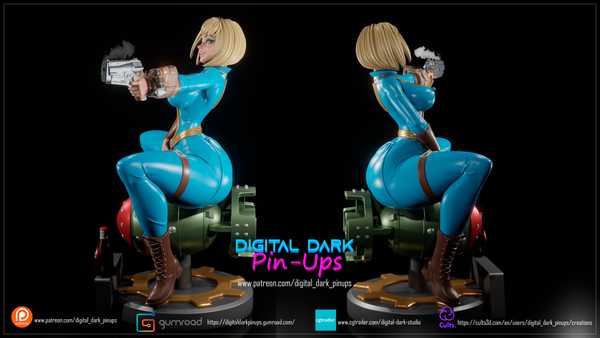 DIGITAL DARK
Pin-Ups
www.patreon.com/digital_dark_pinups
www.patreon.com/digital_dark_pinups
gumroad
https://digitaldarkpinups.gumroad.com/
cgtrader
www.cgtrader.com/digital-dark-studio
Cults
https://cults3d.com/en/users/digital_dark_pinups/creations